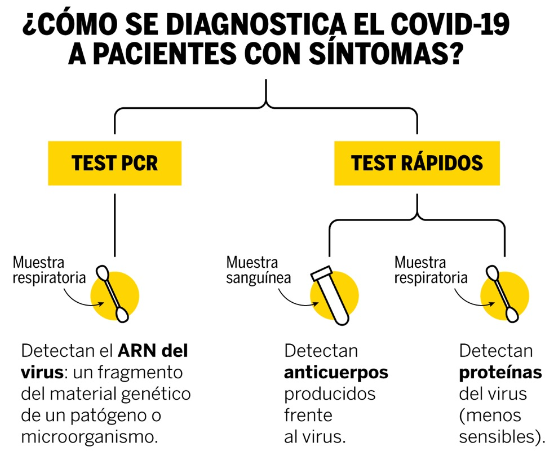 ¿CÓMO SE DIAGNOSTICA EL COVID-19
A PACIENTES CON SÍNTOMAS?
TEST PCR
TEST RÁPIDOS
Muestra
respiratoria
Muestra
sanguínea
Muestra
respiratoria
Detectan el ARN del
virus: un fragmento
del material genético
de un patógeno o
microorganismo.
Detectan
anticuerpos
producidos
frente
al virus.
Detectan
proteínas
del virus
(menos
sensibles).